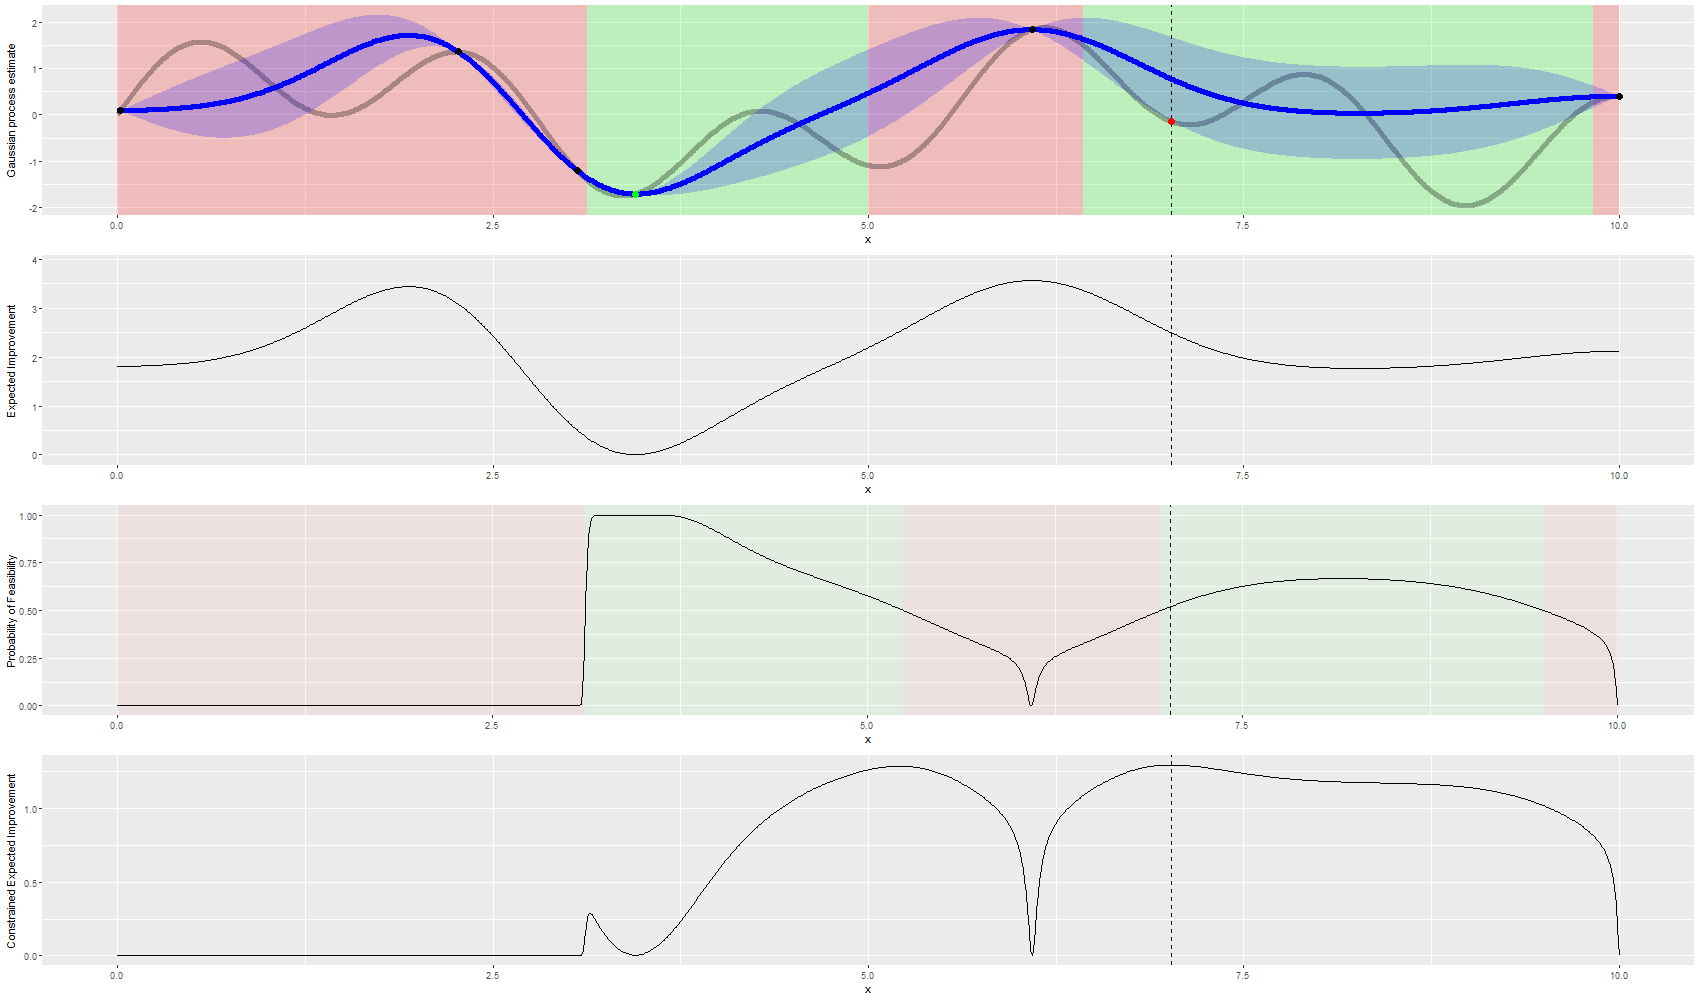 Gaussian process estimate
2
1
0
-1
-2
0.0 2.5 5.0 7.5 10.0
x
Expected Improvement
4
3
2
1
0
0.0 2.5 5.0 7.5 10.0
x
Probability of Feasibility
1.00
0.75
0.50
0.25
0.00
0.0 2.5 5.0 7.5 10.0
x
Constrained Expected Improvement
1.0
0.5
0.0
0.0 2.5 5.0 7.5 10.0
x